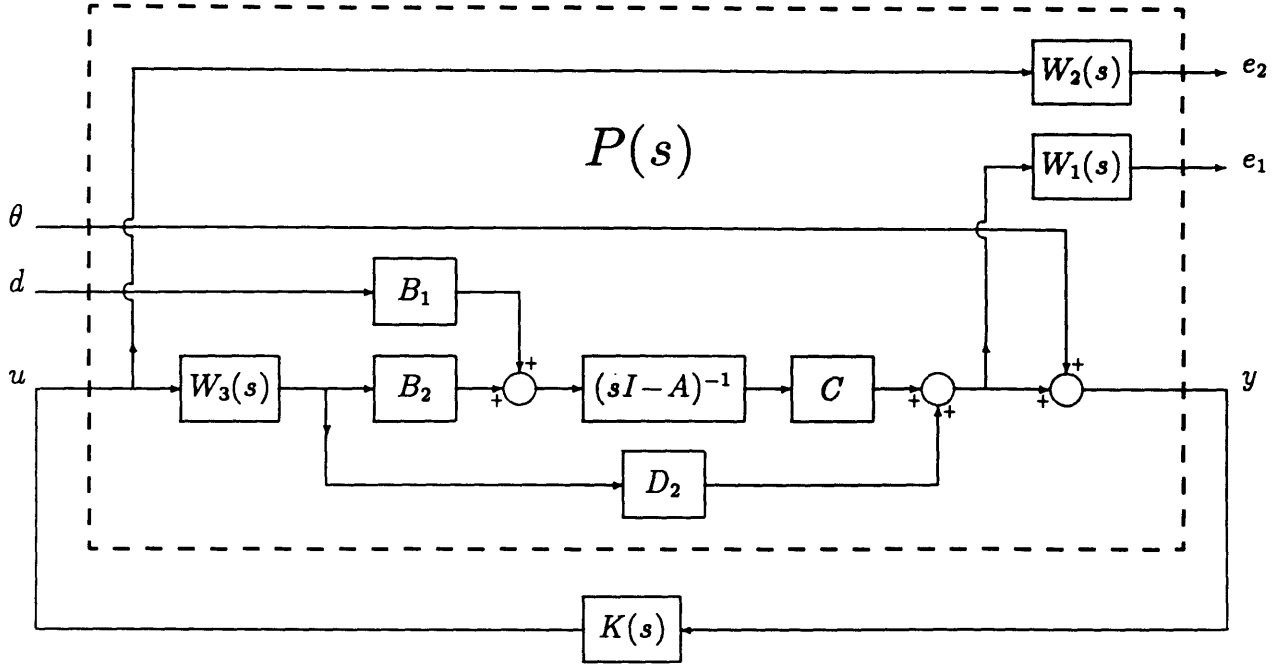 W₂(s) e₂
P(s)
W₁(s) e₁
θ
d B₁
+
u W₃(s) B₂ + (sI−A)⁻¹ C + + + + y
D₂
K(s)